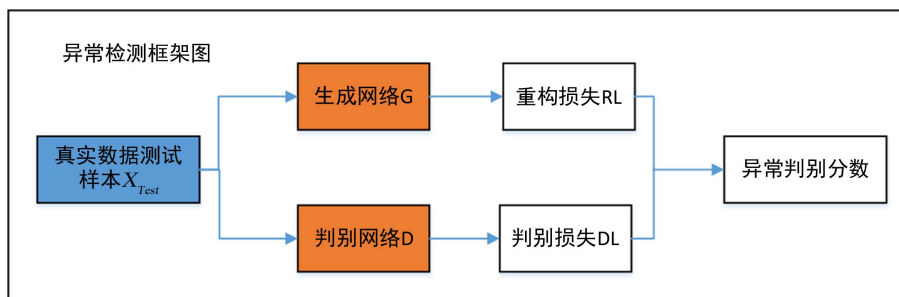 异常检测框架图
生成网络G
重构损失RL
真实数据测试
样本X_Test
异常判别分数
判别网络D
判别损失DL